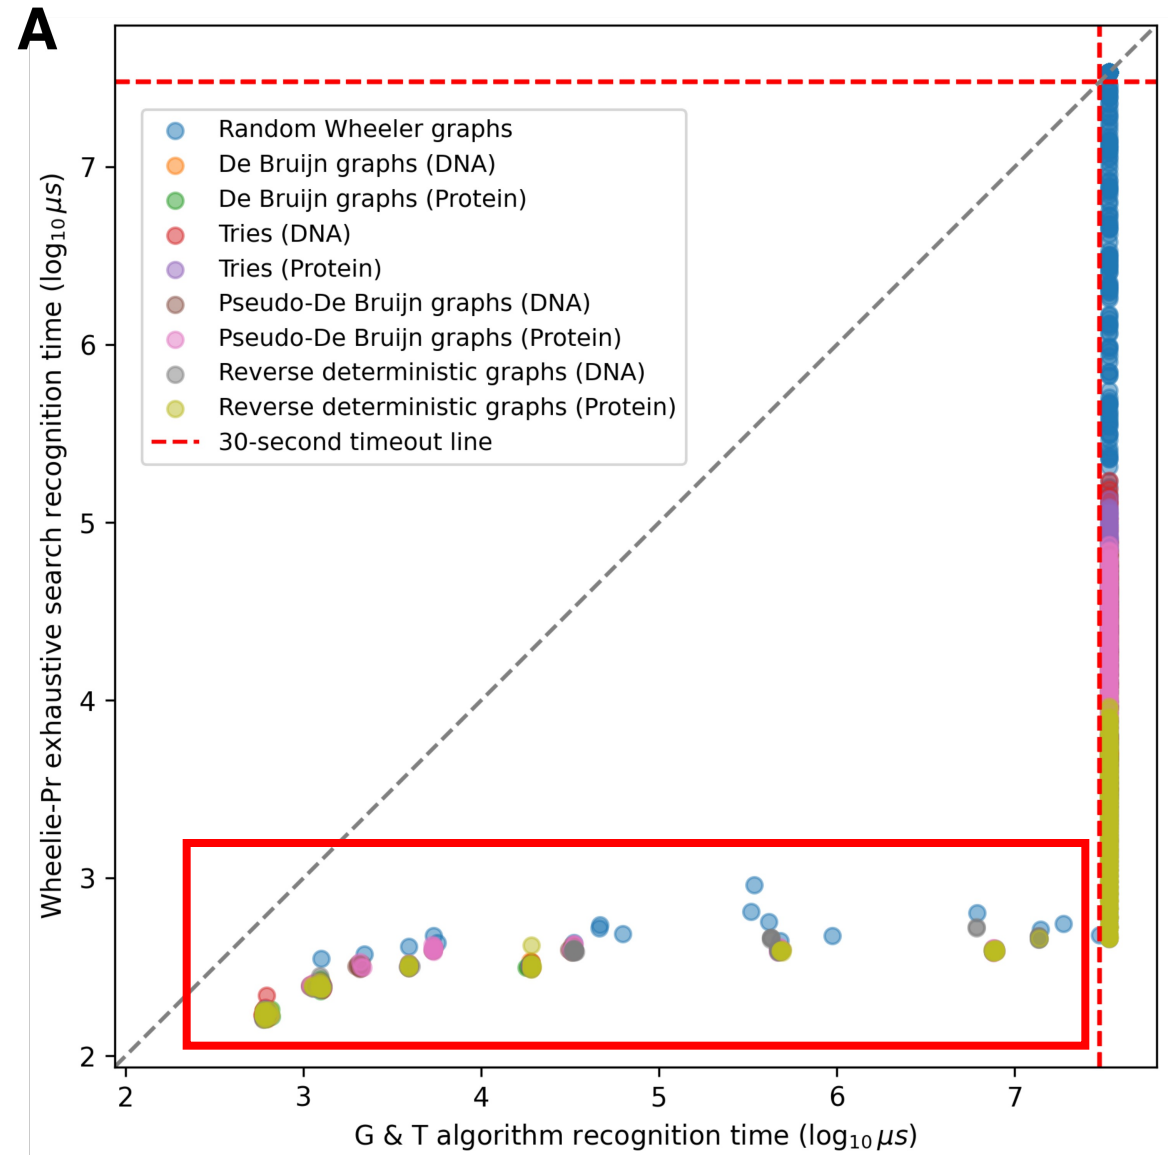 A
Wheelie-Pr exhaustive search recognition time (log₁₀ μs)
7
6
5
4
3
2
Random Wheeler graphs
De Bruijn graphs (DNA)
De Bruijn graphs (Protein)
Tries (DNA)
Tries (Protein)
Pseudo-De Bruijn graphs (DNA)
Pseudo-De Bruijn graphs (Protein)
Reverse deterministic graphs (DNA)
Reverse deterministic graphs (Protein)
30-second timeout line
2 3 4 5 6 7
G & T algorithm recognition time (log₁₀ μs)